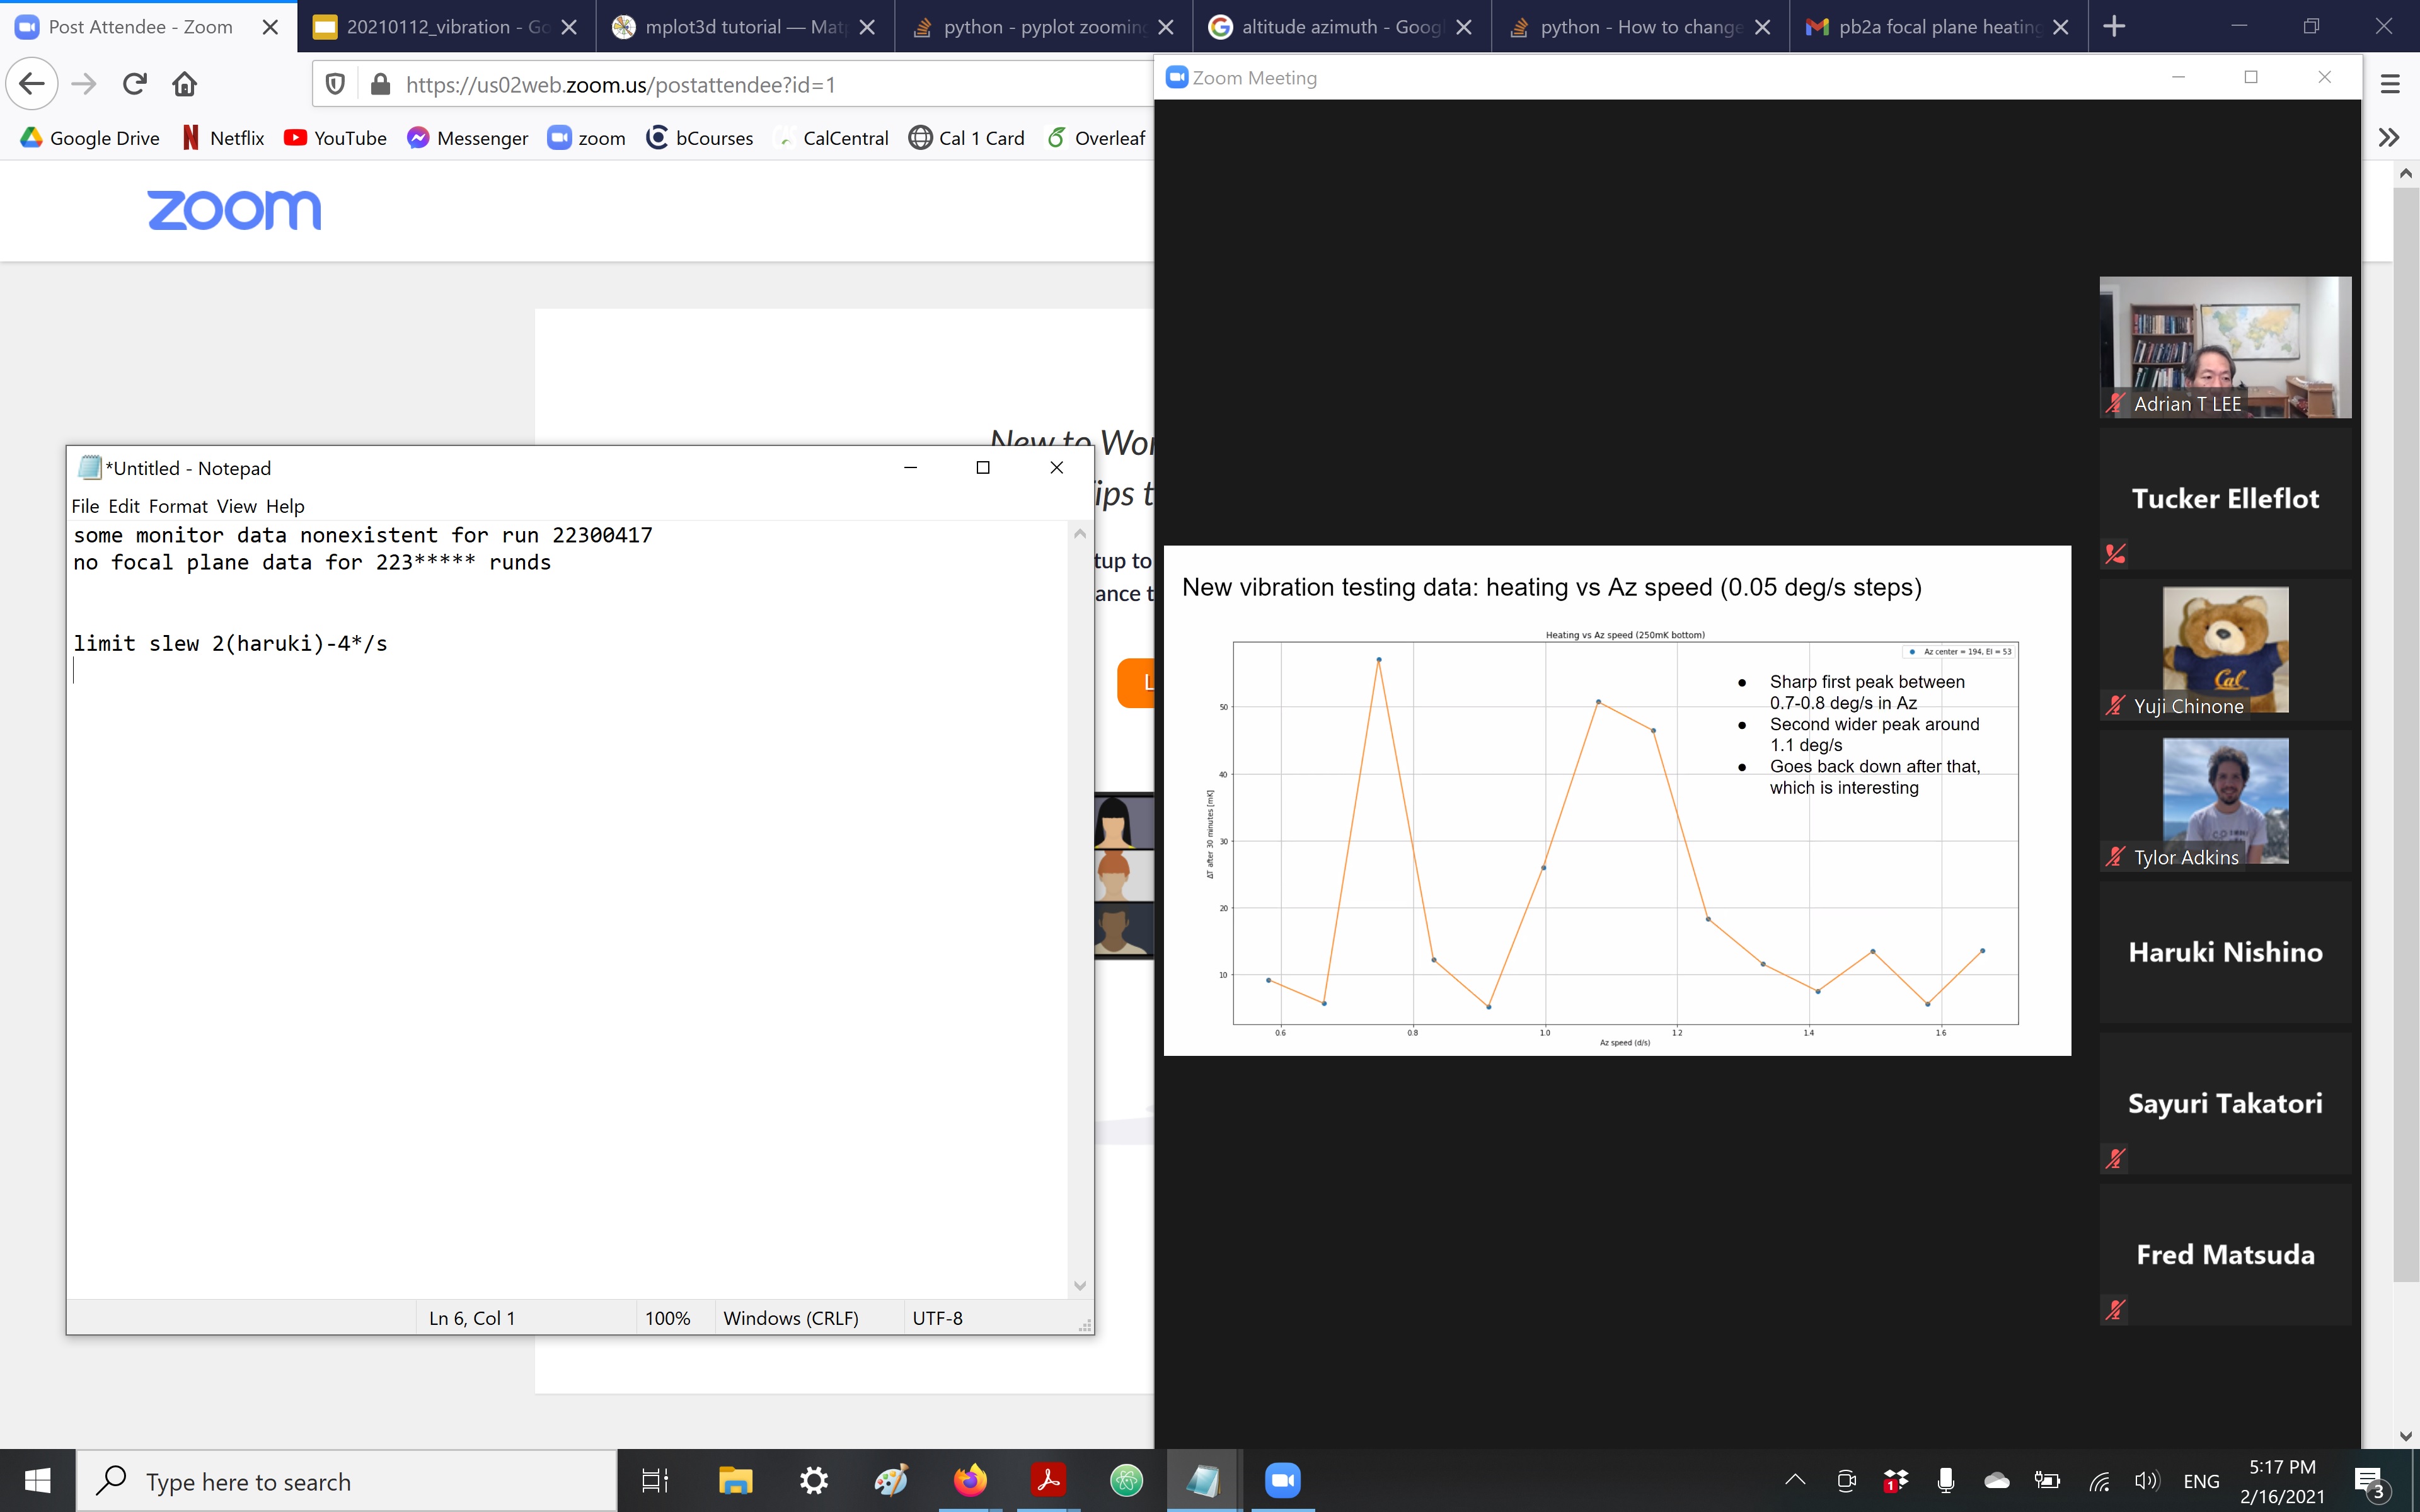 Post Attendee - Zoom
20210112_vibration - Go
mplot3d tutorial — Mat
python - pyplot zooming
altitude azimuth - Goog
python - How to change
pb2a focal plane heating
https://us02web.zoom.us/postattendee?id=1
Google Drive
Netflix
YouTube
Messenger
zoom
bCourses
CalCentral
Cal 1 Card
Overleaf
zoom
New to Wor
ips t
tup to
ance t
L
*Untitled - Notepad
File Edit Format View Help
some monitor data nonexistent for run 22300417
no focal plane data for 223***** runds
limit slew 2(haruki)-4*/s
Ln 6, Col 1
100%
Windows (CRLF)
UTF-8
Zoom Meeting
New vibration testing data: heating vs Az speed (0.05 deg/s steps)
Heating vs Az speed (250mK bottom)
Az center = 194, El = 53
● Sharp first peak between
0.7-0.8 deg/s in Az
● Second wider peak around
1.1 deg/s
● Goes back down after that,
which is interesting
ΔT after 30 minutes [mK]
50
40
30
20
10
0.6 0.8 1.0 1.2 1.4 1.6
Az speed (d/s)
Adrian T LEE
Tucker Elleflot
Cal
Yuji Chinone
Tylor Adkins
Haruki Nishino
Sayuri Takatori
Fred Matsuda
Type here to search
1
ENG
5:17 PM
2/16/2021
3